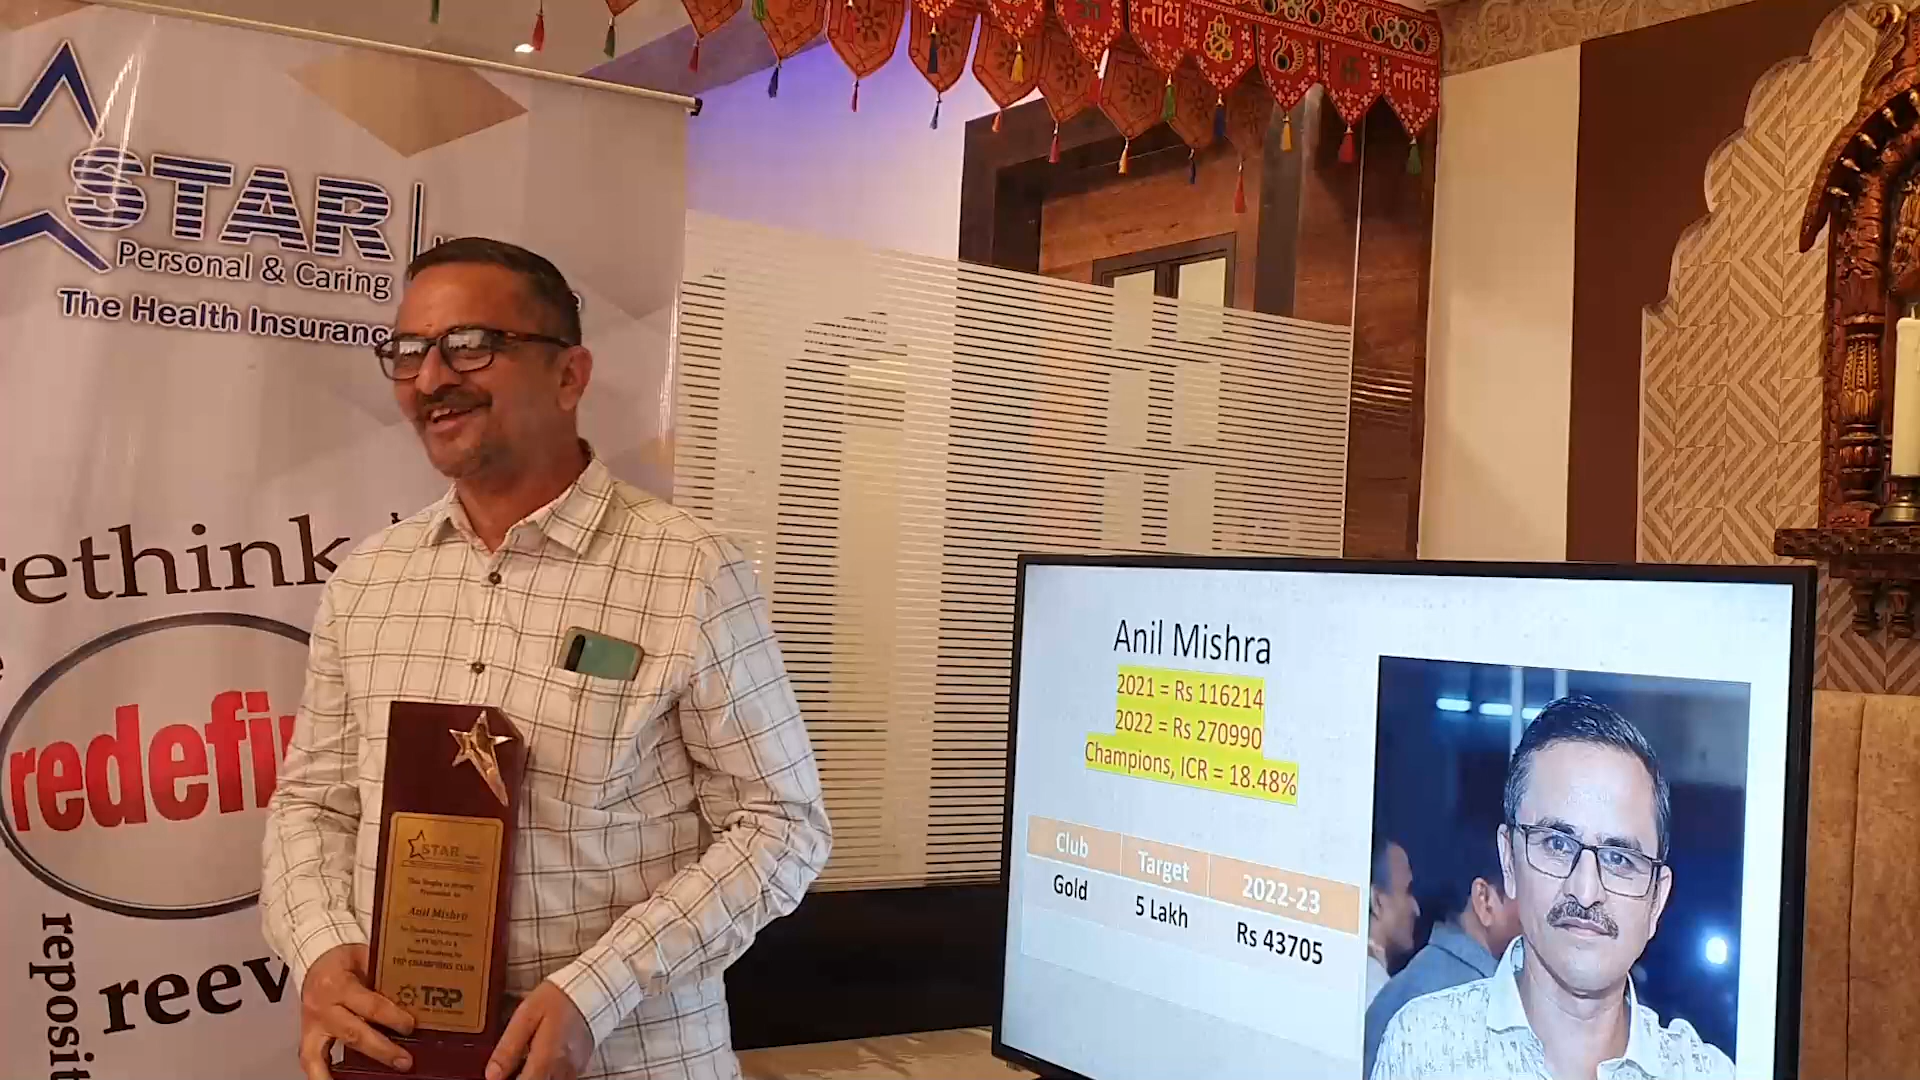 STAR
Personal & Caring
The Health Insuranc
rethink
redefi
reev
reposit
લાભ
લાભ
Anil Mishra
2021 = Rs 116214
2022 = Rs 270990
Champions, ICR = 18.48%
Club Target 2022-23
Gold 5 Lakh Rs 43705
STAR
Anil Mishra
TRP CHAMPIONS CLUB
TRP